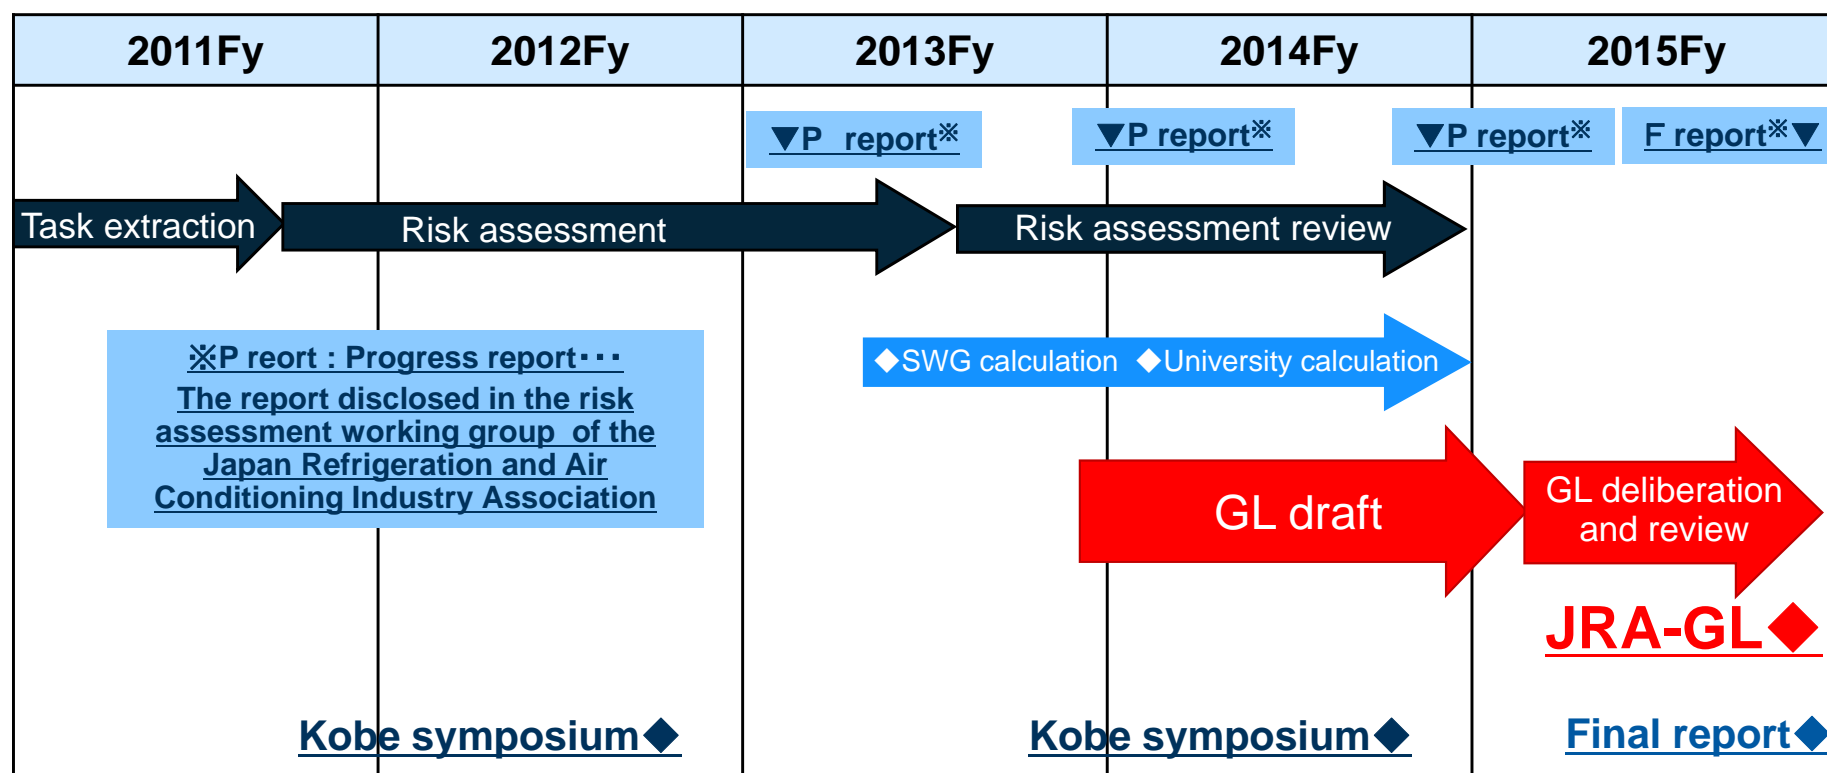 2011Fy 2012Fy 2013Fy 2014Fy 2015Fy
▼P report※ ▼P report※ ▼P report※ F report※▼
Task extraction Risk assessment Risk assessment review
※P reort : Progress report・・・
The report disclosed in the risk
assessment working group of the
Japan Refrigeration and Air
Conditioning Industry Association
◆SWG calculation ◆University calculation
GL draft
GL deliberation
and review
JRA-GL◆
Kobe symposium◆ Kobe symposium◆ Final report◆